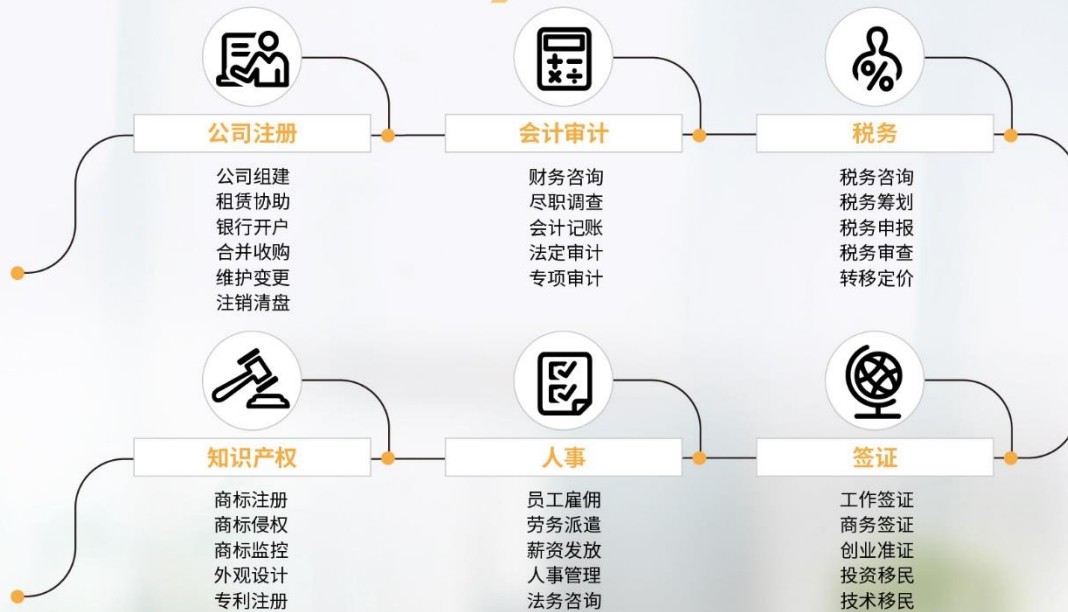 公司注册
公司组建
租赁协助
银行开户
合并收购
维护变更
注销清盘
会计审计
财务咨询
尽职调查
会计记账
法定审计
专项审计
税务
税务咨询
税务筹划
税务申报
税务审查
转移定价
知识产权
商标注册
商标侵权
商标监控
外观设计
专利注册
人事
员工雇佣
劳务派遣
薪资发放
人事管理
法务咨询
签证
工作签证
商务签证
创业准证
投资移民
技术移民